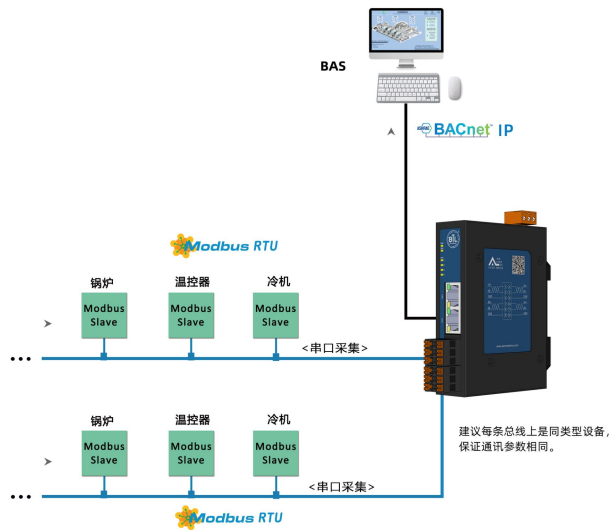 BAS
BACnet IP
Modbus RTU
锅炉
温控器
冷机
Modbus
Slave
Modbus
Slave
Modbus
Slave
<串口采集>
建议每条总线上是同类型设备，
保证通讯参数相同。
锅炉
温控器
冷机
Modbus
Slave
Modbus
Slave
Modbus
Slave
<串口采集>
Modbus RTU